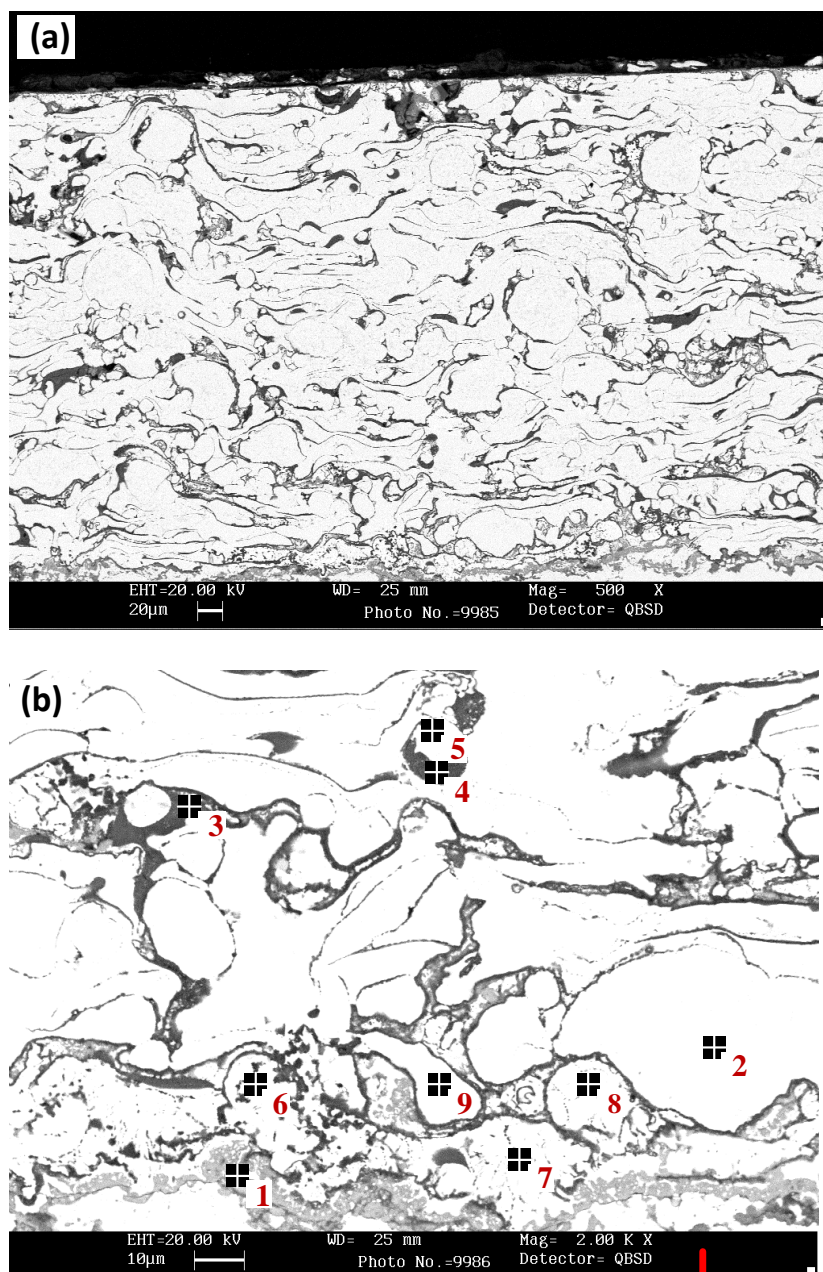 (a)
EHT=20.00 kV WD= 25 mm Mag= 500 X
20µm Photo No.=9985 Detector= QBSD
(b)
5
4
3
2
6
9
8
7
1
EHT=20.00 kV WD= 25 mm Mag= 2.00 K X
10µm Photo No.=9986 Detector= QBSD